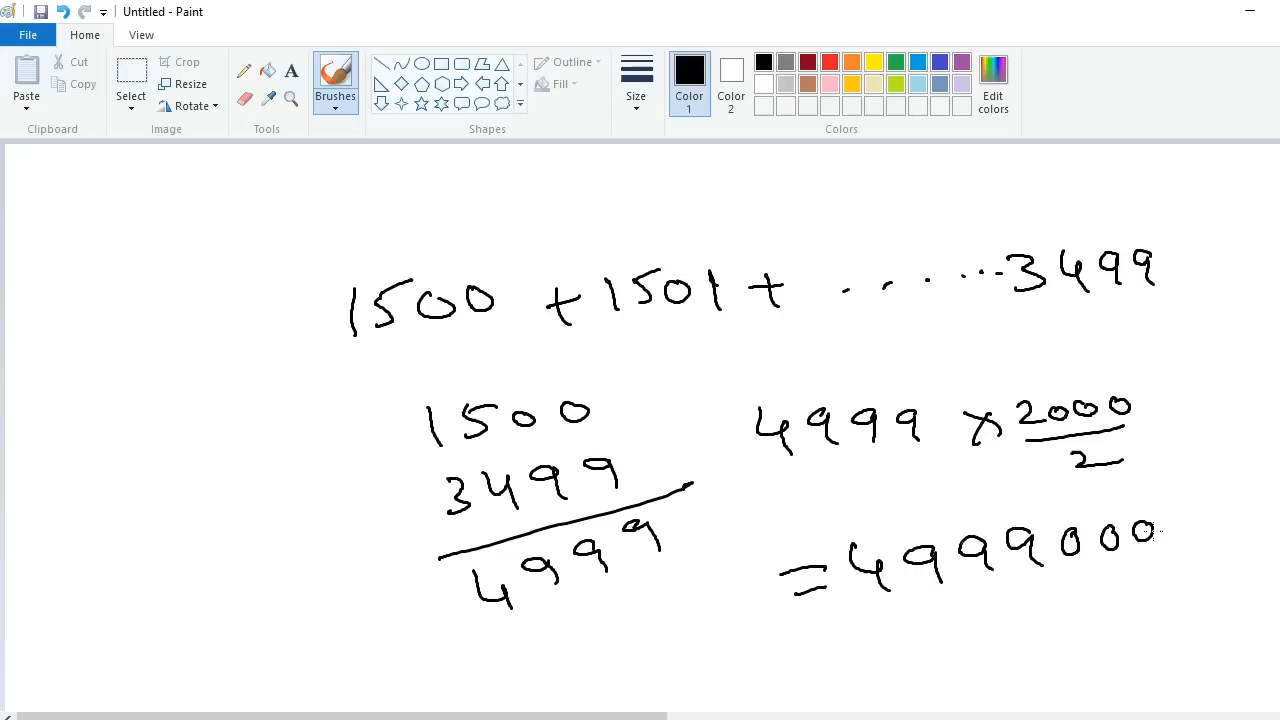 Untitled - Paint
File Home View
Paste Cut Copy Clipboard
Select Crop Resize Rotate Image
A Tools
Brushes
Outline Fill Shapes
Size
Color 1 Color 2 Edit colors Colors
1500 + 1501 + ........ 3499
1500
3499
4999
4999 × 2000/2
= 4999000